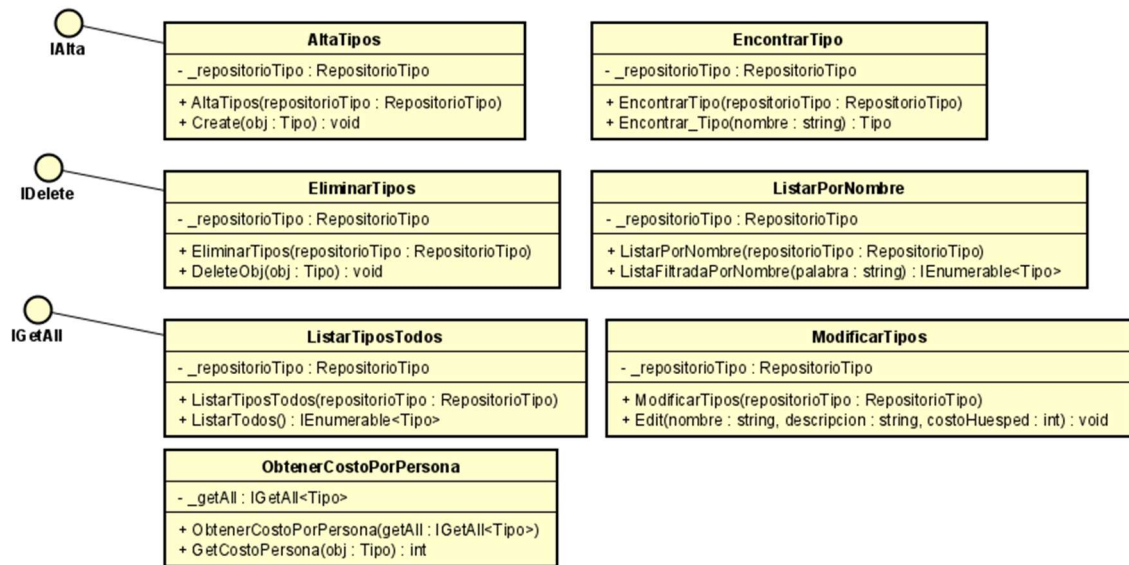 IAlta
AltaTipos
- _repositorioTipo : RepositorioTipo
+ AltaTipos(repositorioTipo : RepositorioTipo)
+ Create(obj : Tipo) : void
EncontrarTipo
- _repositorioTipo : RepositorioTipo
+ EncontrarTipo(repositorioTipo : RepositorioTipo)
+ Encontrar_Tipo(nombre : string) : Tipo
IDelete
EliminarTipos
- _repositorioTipo : RepositorioTipo
+ EliminarTipos(repositorioTipo : RepositorioTipo)
+ DeleteObj(obj : Tipo) : void
ListarPorNombre
- _repositorioTipo : RepositorioTipo
+ ListarPorNombre(repositorioTipo : RepositorioTipo)
+ ListaFiltradaPorNombre(palabra : string) : IEnumerable<Tipo>
IGetAll
ListarTiposTodos
- _repositorioTipo : RepositorioTipo
+ ListarTiposTodos(repositorioTipo : RepositorioTipo)
+ ListarTodos() : IEnumerable<Tipo>
ModificarTipos
- _repositorioTipo : RepositorioTipo
+ ModificarTipos(repositorioTipo : RepositorioTipo)
+ Edit(nombre : string, descripcion : string, costoHuesped : int) : void
ObtenerCostoPorPersona
- _getAll : IGetAll<Tipo>
+ ObtenerCostoPorPersona(getAll : IGetAll<Tipo>)
+ GetCostoPersona(obj : Tipo) : int